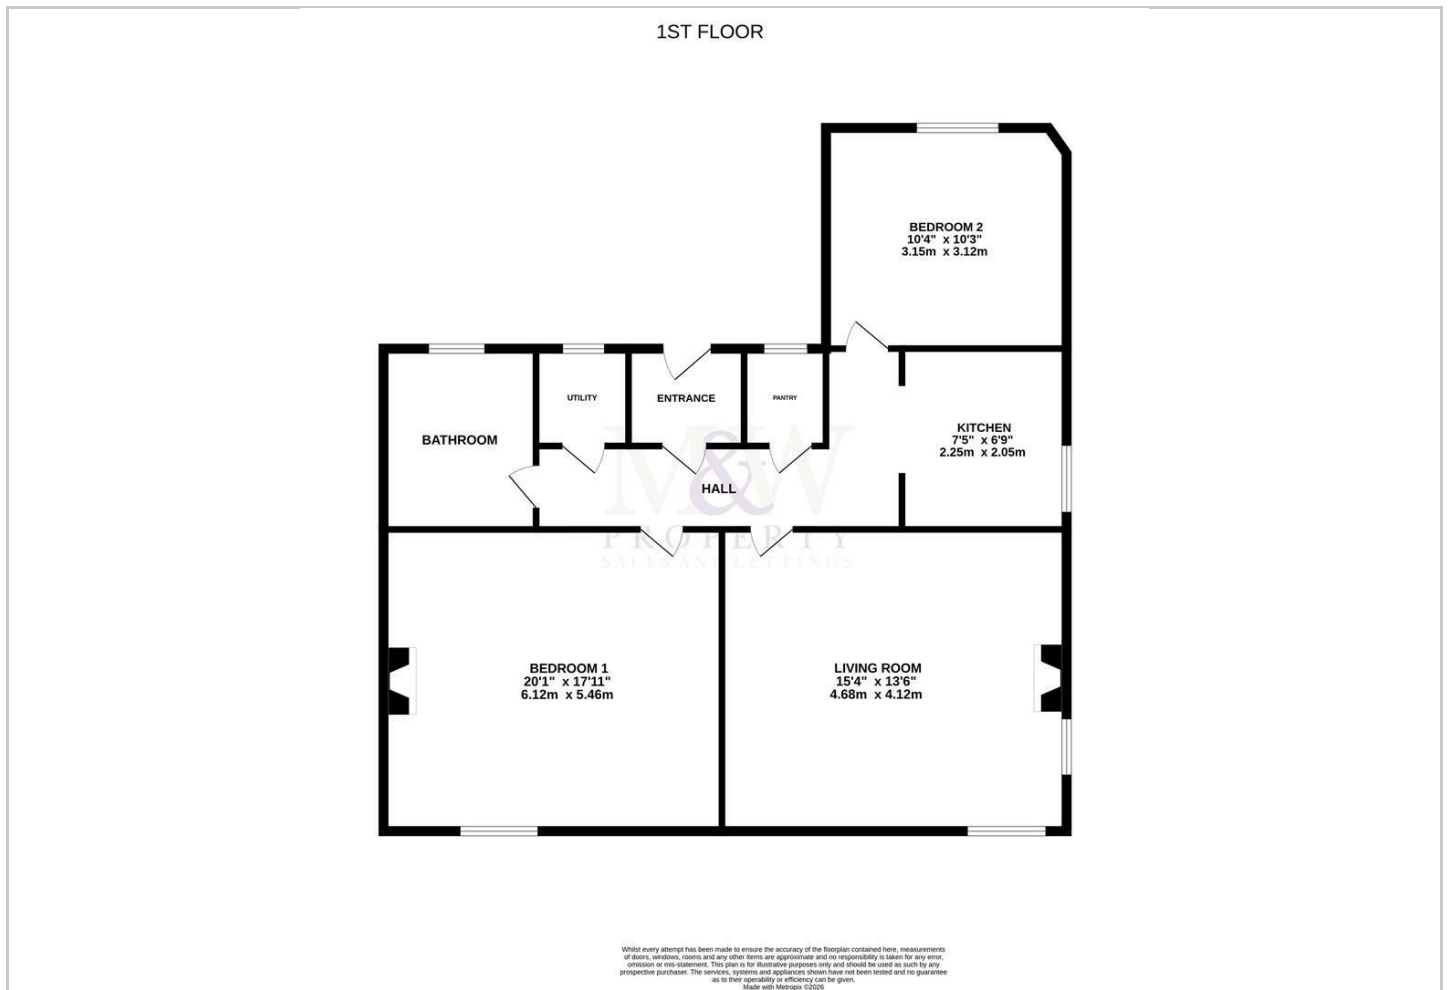 1ST FLOOR
BEDROOM 2
10'4" x 10'3"
3.15m x 3.12m
UTILITY
ENTRANCE
PANTRY
BATHROOM
KITCHEN
7'5" x 6'9"
2.25m x 2.05m
HALL
M&W
PROPERTY
SALES AND LETTINGS
BEDROOM 1
20'1" x 17'11"
6.12m x 5.46m
LIVING ROOM
15'4" x 13'6"
4.68m x 4.12m
Whilst every attempt has been made to ensure the accuracy of the floorplan contained here, measurements
of doors, windows, rooms and any other items are approximate and no responsibility is taken for any error,
omission or mis-statement. This plan is for illustrative purposes only and should be used as such by any
prospective purchaser. The services, systems and appliances shown have not been tested and no guarantee
as to their operability or efficiency can be given.
Made with Metropix ©2026